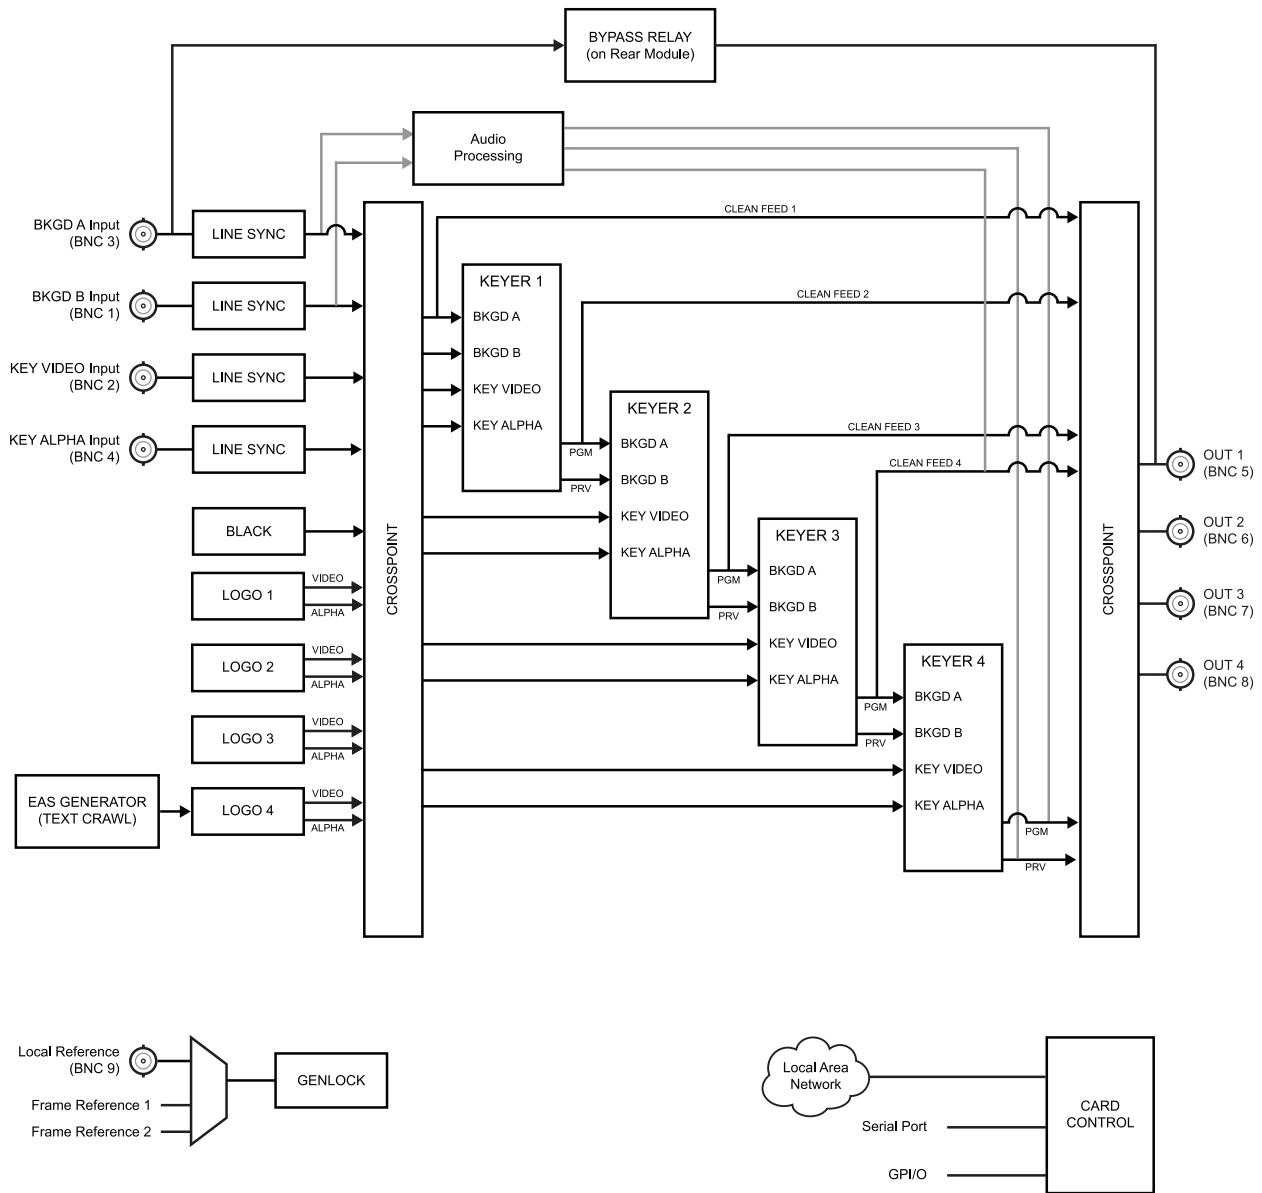 BYPASS RELAY
(on Rear Module)
Audio
Processing
BKGD A Input
(BNC 3)
LINE SYNC
BKGD B Input
(BNC 1)
LINE SYNC
KEY VIDEO Input
(BNC 2)
LINE SYNC
KEY ALPHA Input
(BNC 4)
LINE SYNC
BLACK
LOGO 1
VIDEO
ALPHA
LOGO 2
VIDEO
ALPHA
LOGO 3
VIDEO
ALPHA
EAS GENERATOR
(TEXT CRAWL)
LOGO 4
VIDEO
ALPHA
CROSSPOINT
CLEAN FEED 1
KEYER 1
BKGD A
BKGD B
KEY VIDEO
KEY ALPHA
PGM
PRV
CLEAN FEED 2
KEYER 2
BKGD A
BKGD B
KEY VIDEO
KEY ALPHA
PGM
PRV
CLEAN FEED 3
KEYER 3
BKGD A
BKGD B
KEY VIDEO
KEY ALPHA
PGM
PRV
CLEAN FEED 4
KEYER 4
BKGD A
BKGD B
KEY VIDEO
KEY ALPHA
PGM
PRV
CROSSPOINT
OUT 1
(BNC 5)
OUT 2
(BNC 6)
OUT 3
(BNC 7)
OUT 4
(BNC 8)
Local Reference
(BNC 9)
Frame Reference 1
Frame Reference 2
GENLOCK
Local Area
Network
Serial Port
GPI/O
CARD
CONTROL